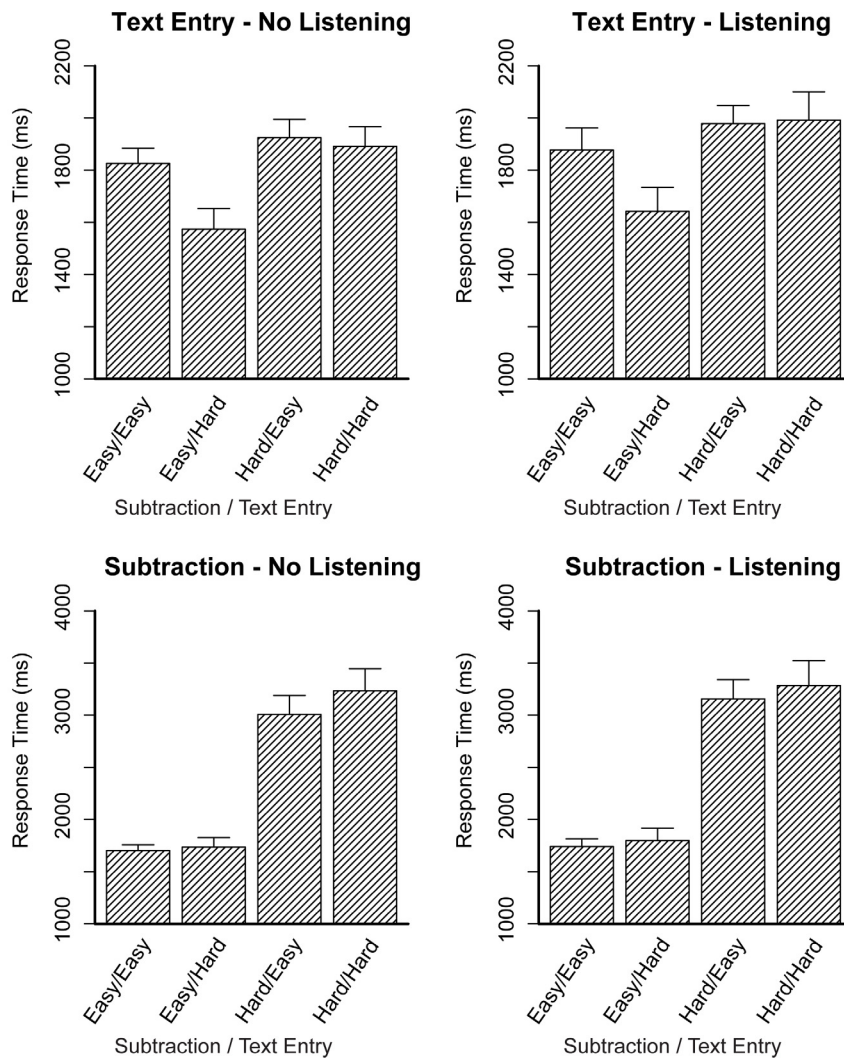 Text Entry - No Listening
Response Time (ms)
2200
1800
1400
1000
Easy/Easy
Easy/Hard
Hard/Easy
Hard/Hard
Subtraction / Text Entry
Text Entry - Listening
Response Time (ms)
2200
1800
1400
1000
Easy/Easy
Easy/Hard
Hard/Easy
Hard/Hard
Subtraction / Text Entry
Subtraction - No Listening
Response Time (ms)
4000
3000
2000
1000
Easy/Easy
Easy/Hard
Hard/Easy
Hard/Hard
Subtraction / Text Entry
Subtraction - Listening
Response Time (ms)
4000
3000
2000
1000
Easy/Easy
Easy/Hard
Hard/Easy
Hard/Hard
Subtraction / Text Entry